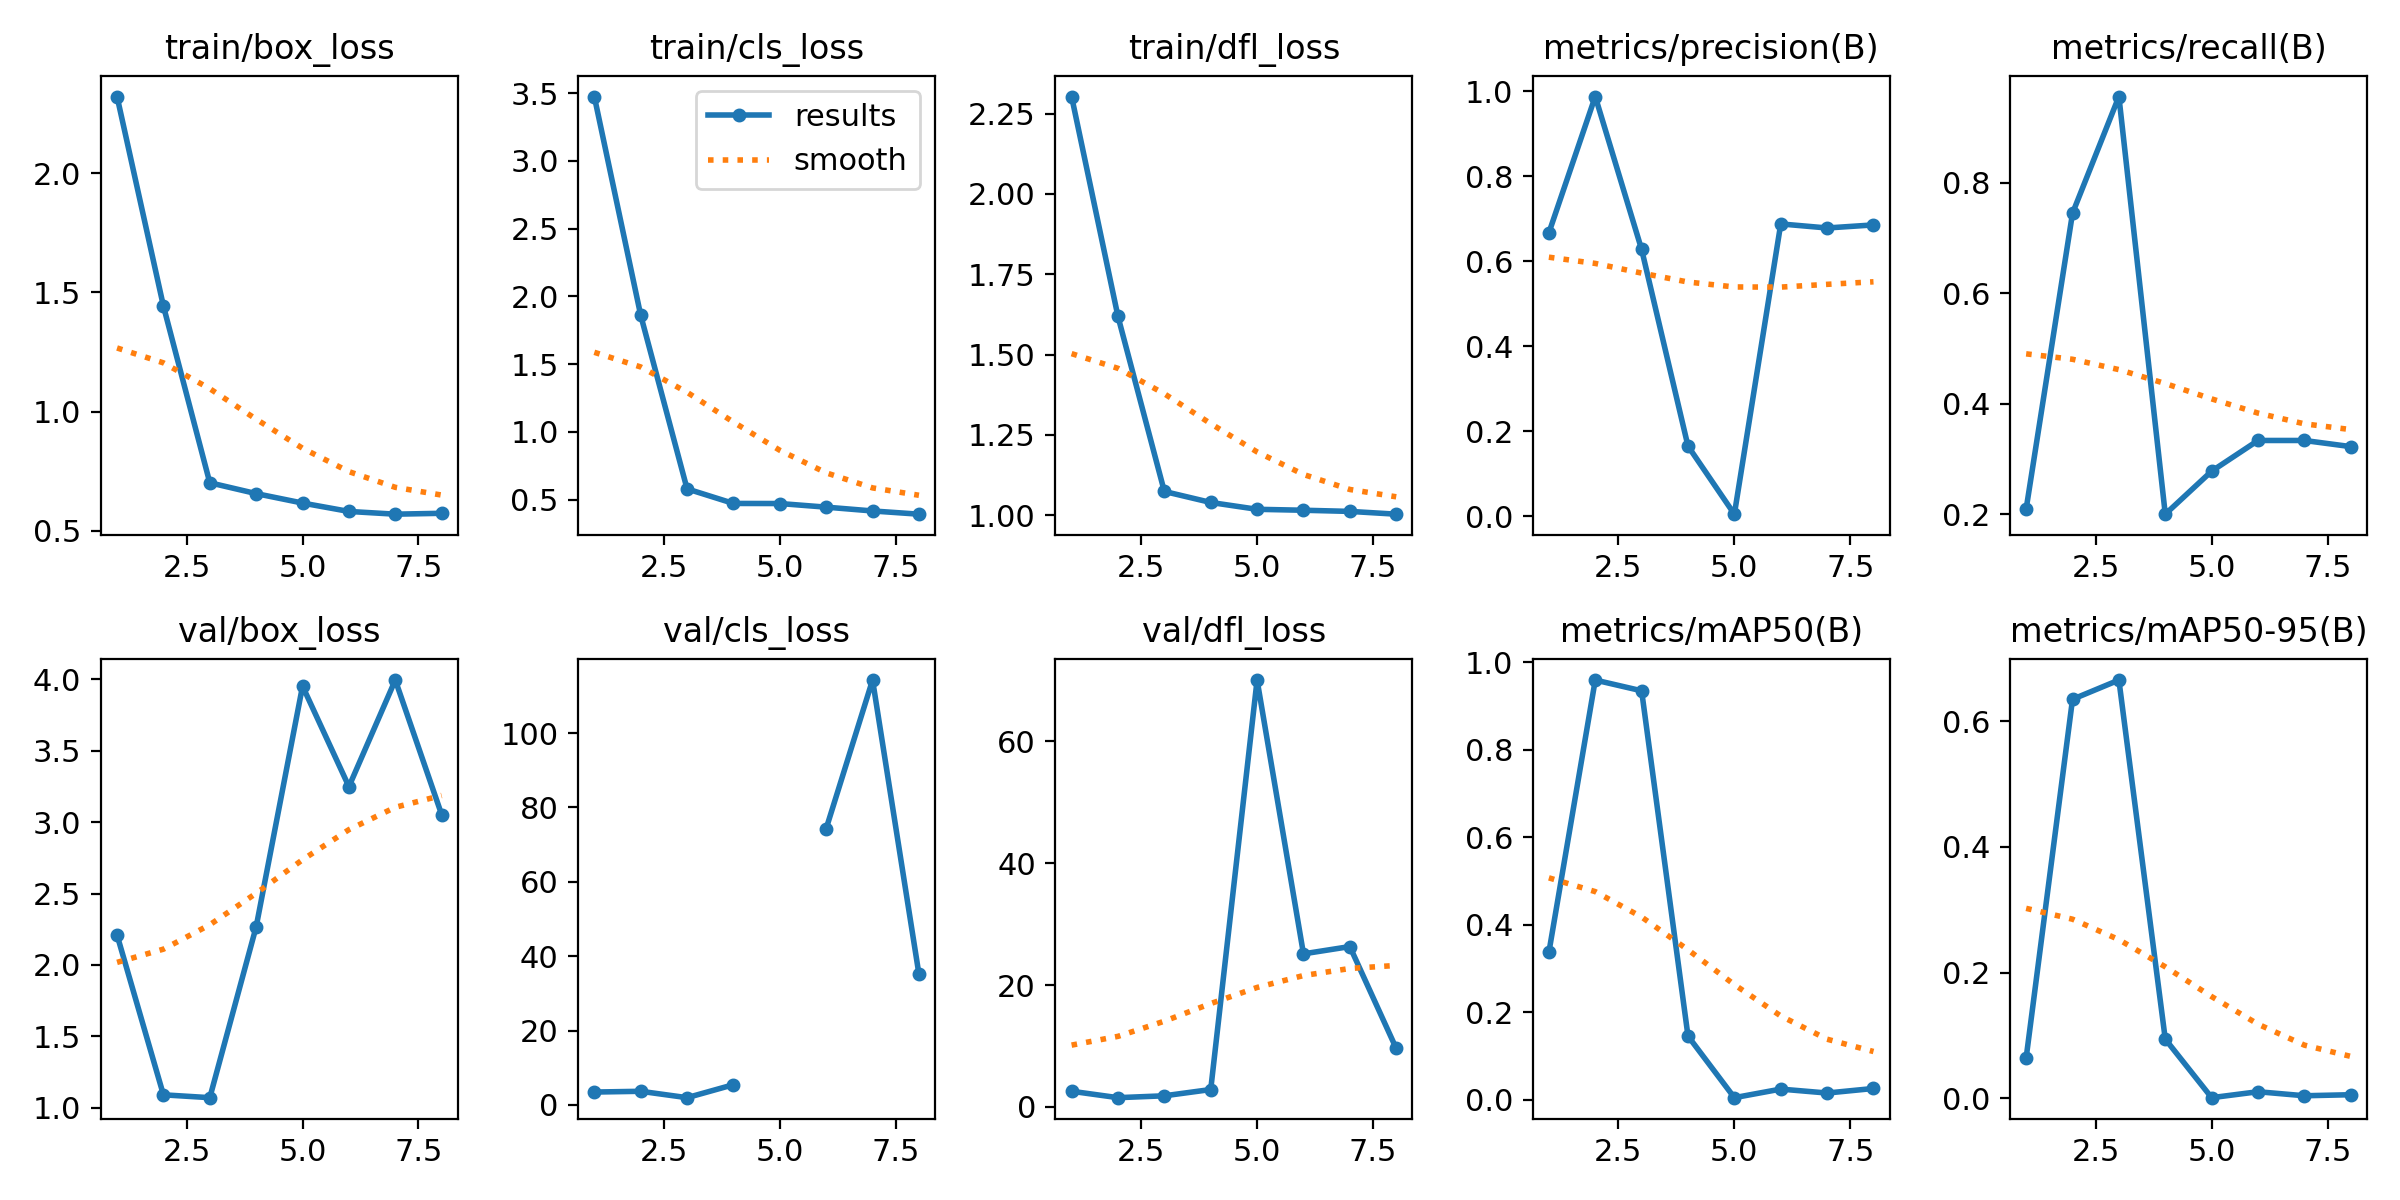 train/box_loss
2.0
1.5
1.0
0.5
2.5 5.0 7.5
train/cls_loss
3.5
3.0
2.5
2.0
1.5
1.0
0.5
results
smooth
2.5 5.0 7.5
train/dfl_loss
2.25
2.00
1.75
1.50
1.25
1.00
2.5 5.0 7.5
metrics/precision(B)
1.0
0.8
0.6
0.4
0.2
0.0
2.5 5.0 7.5
metrics/recall(B)
0.8
0.6
0.4
0.2
2.5 5.0 7.5
val/box_loss
4.0
3.5
3.0
2.5
2.0
1.5
1.0
2.5 5.0 7.5
val/cls_loss
100
80
60
40
20
0
2.5 5.0 7.5
val/dfl_loss
60
40
20
0
2.5 5.0 7.5
metrics/mAP50(B)
1.0
0.8
0.6
0.4
0.2
0.0
2.5 5.0 7.5
metrics/mAP50-95(B)
0.6
0.4
0.2
0.0
2.5 5.0 7.5